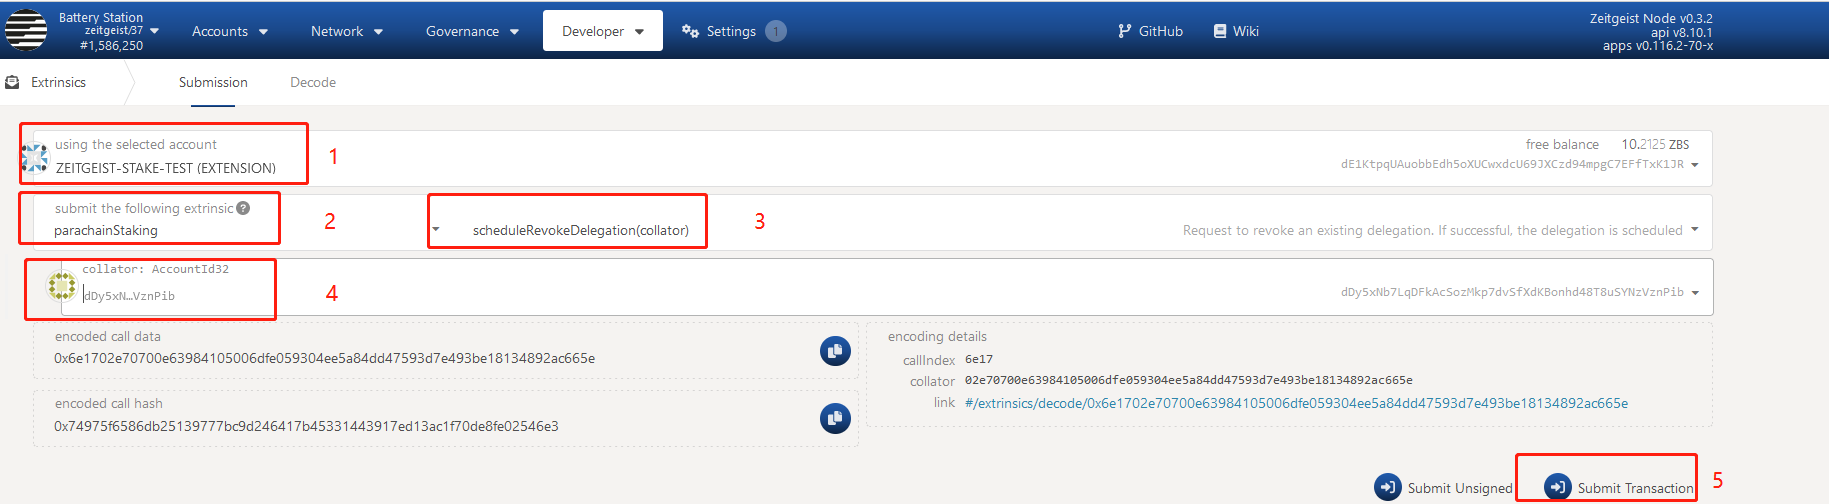 Battery Station
zeitgeist/37
#1,586,250
Accounts
Network
Governance
Developer
Settings
1
GitHub
Wiki
Zeitgeist Node v0.3.2
api v8.10.1
apps v0.116.2-70-x
Extrinsics
Submission
Decode
using the selected account
ZEITGEIST-STAKE-TEST (EXTENSION)
1
free balance 10.2125 ZBS
dE1KtpqUAuobbEdh5oXUCwxdcU69JXCzd94mpgC7EFfTxK1JR
submit the following extrinsic ?
parachainStaking
2
scheduleRevokeDelegation(collator)
3
Request to revoke an existing delegation. If successful, the delegation is scheduled
collator: AccountId32
dDy5xN…VznPib
4
dDy5xNb7LqDFkAcSozMkp7dvSfXdKBonhd48T8uSYNzVznPib
encoded call data
0x6e1702e70700e63984105006dfe059304ee5a84dd47593d7e493be18134892ac665e
encoded call hash
0x74975f6586db25139777bc9d246417b45331443917ed13ac1f70de8fe02546e3
encoding details
callIndex 6e17
collator 02e70700e63984105006dfe059304ee5a84dd47593d7e493be18134892ac665e
link #/extrinsics/decode/0x6e1702e70700e63984105006dfe059304ee5a84dd47593d7e493be18134892ac665e
Submit Unsigned
Submit Transaction
5